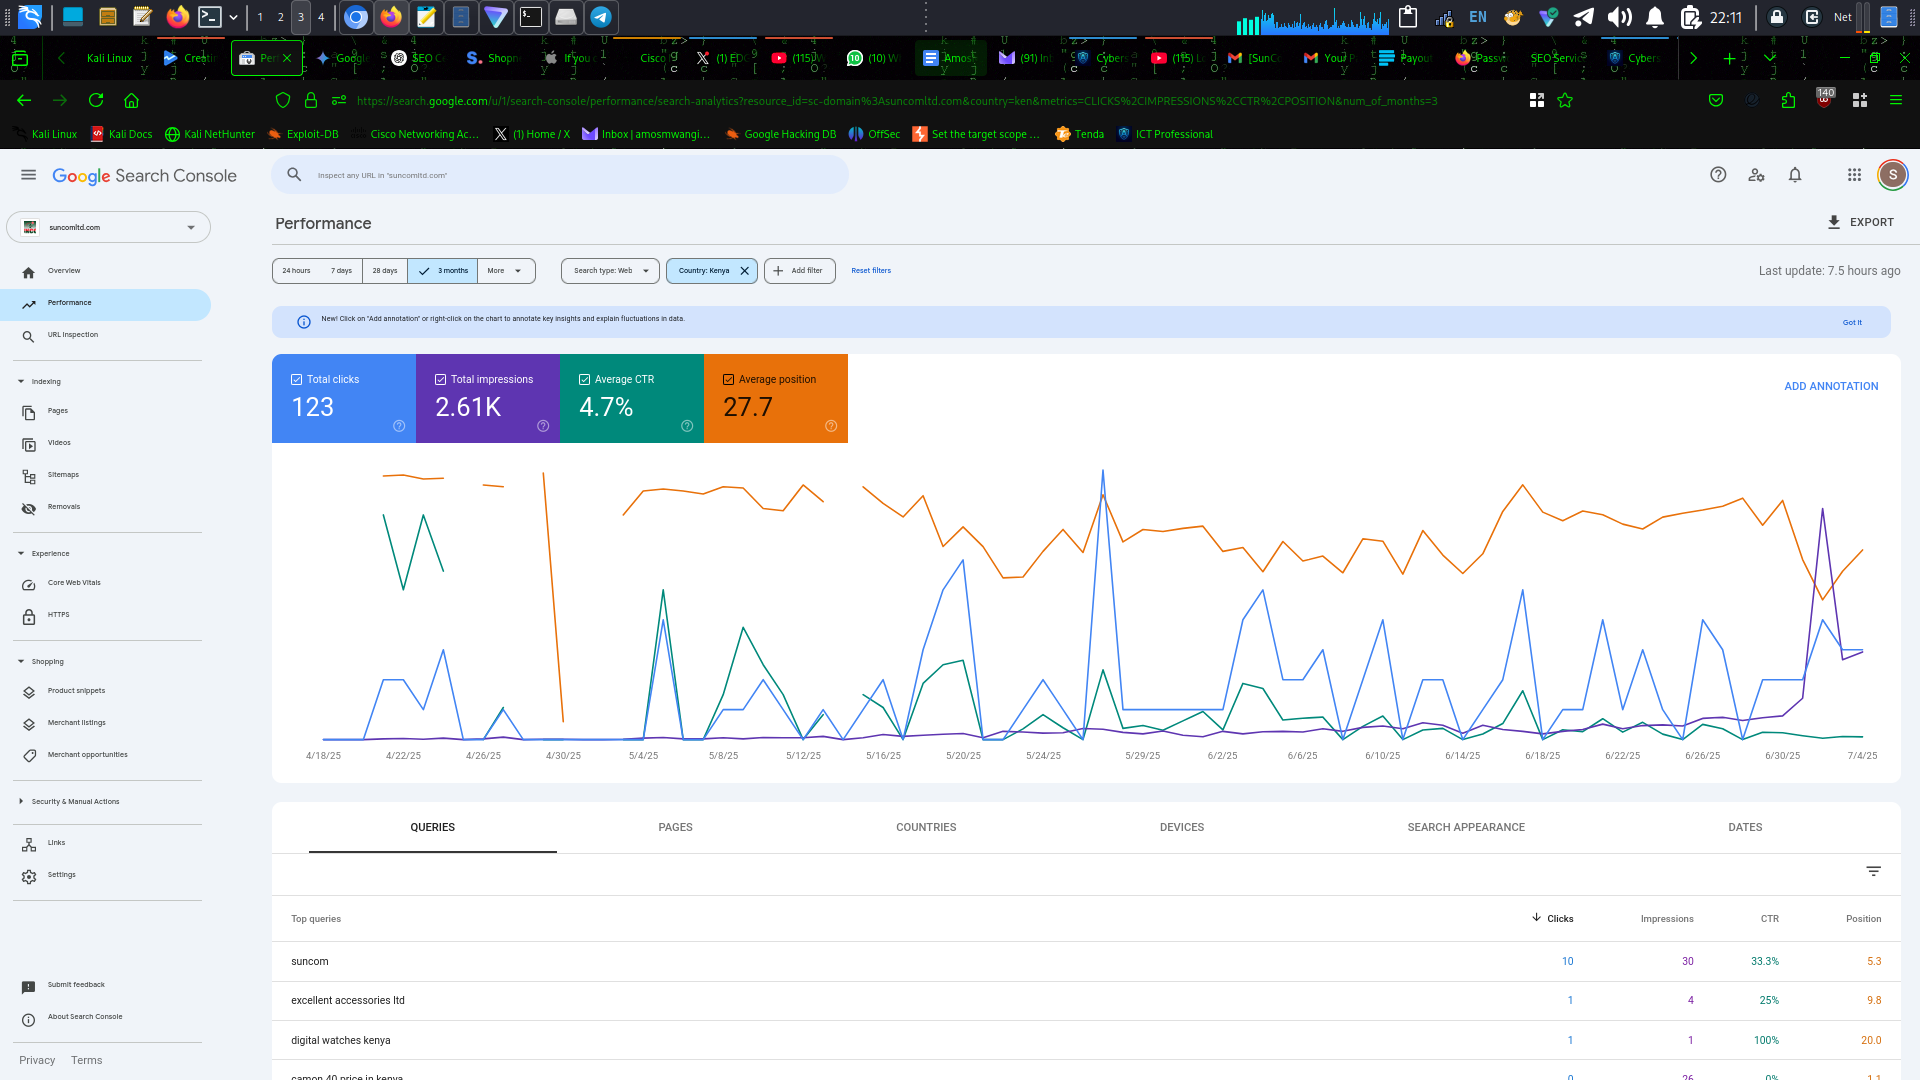 1 2 3 4
EN
22:11
Net
Kali Linux
Creatin
Per
Googl
SEO C
Shopn
If you
Cisco
(1) ED
(115)
(10) W
Amos
(91) In
Cybers
(115) L
[SunC
Your P
Payou
Passw
SEO Servic
Cybers
https://search.google.com/u/1/search-console/performance/search-analytics?resource_id=sc-domain%3Asuncomltd.com&country=ken&metrics=CLICKS%2CIMPRESSIONS%2CCTR%2CPOSITION&num_of_months=3
140
Kali Linux
Kali Docs
Kali NetHunter
Exploit-DB
Cisco Networking Ac...
(1) Home / X
Inbox | amosmwangi...
Google Hacking DB
OffSec
Set the target scope ...
Tenda
ICT Professional
Google Search Console
Inspect any URL in "suncomltd.com"
S
suncomltd.com
Overview
Performance
URL inspection
Indexing
Pages
Videos
Sitemaps
Removals
Experience
Core Web Vitals
HTTPS
Shopping
Product snippets
Merchant listings
Merchant opportunities
Security & Manual Actions
Links
Settings
Submit feedback
About Search Console
Privacy Terms
Performance
EXPORT
24 hours
7 days
28 days
3 months
More
Search type: Web
Country: Kenya
Add filter
Reset filters
Last update: 7.5 hours ago
New! Click on "Add annotation" or right-click on the chart to annotate key insights and explain fluctuations in data.
Got it
Total clicks
123
Total impressions
2.61K
Average CTR
4.7%
Average position
27.7
ADD ANNOTATION
4/18/25 4/22/25 4/26/25 4/30/25 5/4/25 5/8/25 5/12/25 5/16/25 5/20/25 5/24/25 5/29/25 6/2/25 6/6/25 6/10/25 6/14/25 6/18/25 6/22/25 6/26/25 6/30/25 7/4/25
QUERIES PAGES COUNTRIES DEVICES SEARCH APPEARANCE DATES
Top queries Clicks Impressions CTR Position
suncom 10 30 33.3% 5.3
excellent accessories ltd 1 4 25% 9.8
digital watches kenya 1 1 100% 20.0
camon 40 price in kenya 0 26 0% 1.1